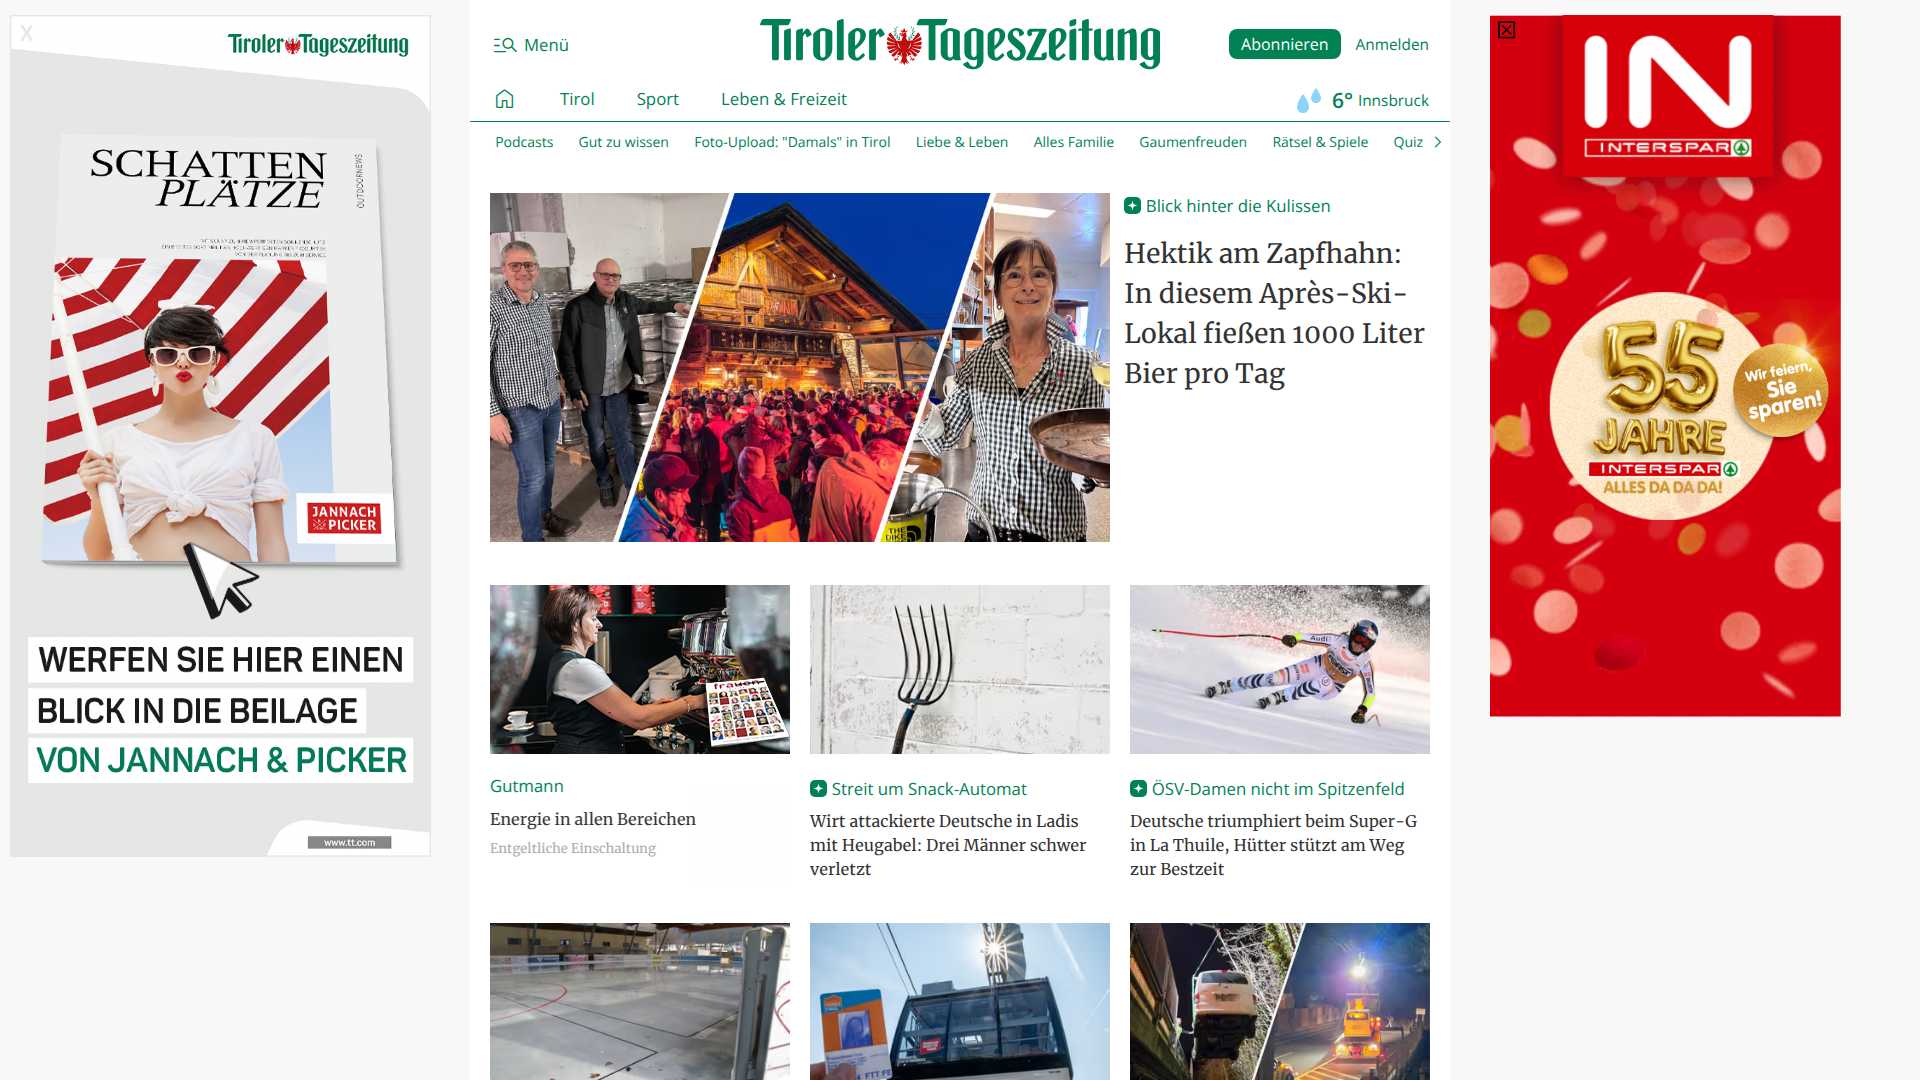 X
Tiroler Tageszeitung
SCHATTEN
PLÄTZE
OUTDOORNEWS
JANNACH
PICKER
WERFEN SIE HIER EINEN
BLICK IN DIE BEILAGE
VON JANNACH & PICKER
www.tt.com
Menü
Tiroler Tageszeitung
Abonnieren
Anmelden
Tirol
Sport
Leben & Freizeit
6° Innsbruck
Podcasts
Gut zu wissen
Foto-Upload: "Damals" in Tirol
Liebe & Leben
Alles Familie
Gaumenfreuden
Rätsel & Spiele
Quiz
Blick hinter die Kulissen
Hektik am Zapfhahn:
In diesem Après-Ski-
Lokal fießen 1000 Liter
Bier pro Tag
THE
frauen
Audi
Gutmann
Energie in allen Bereichen
Entgeltliche Einschaltung
Streit um Snack-Automat
Wirt attackierte Deutsche in Ladis
mit Heugabel: Drei Männer schwer
verletzt
ÖSV-Damen nicht im Spitzenfeld
Deutsche triumphiert beim Super-G
in La Thuile, Hütter stützt am Weg
zur Bestzeit
IN
INTERSPAR
55
JAHRE
INTERSPAR
ALLES DA DA DA!
Wir feiern,
Sie
sparen!